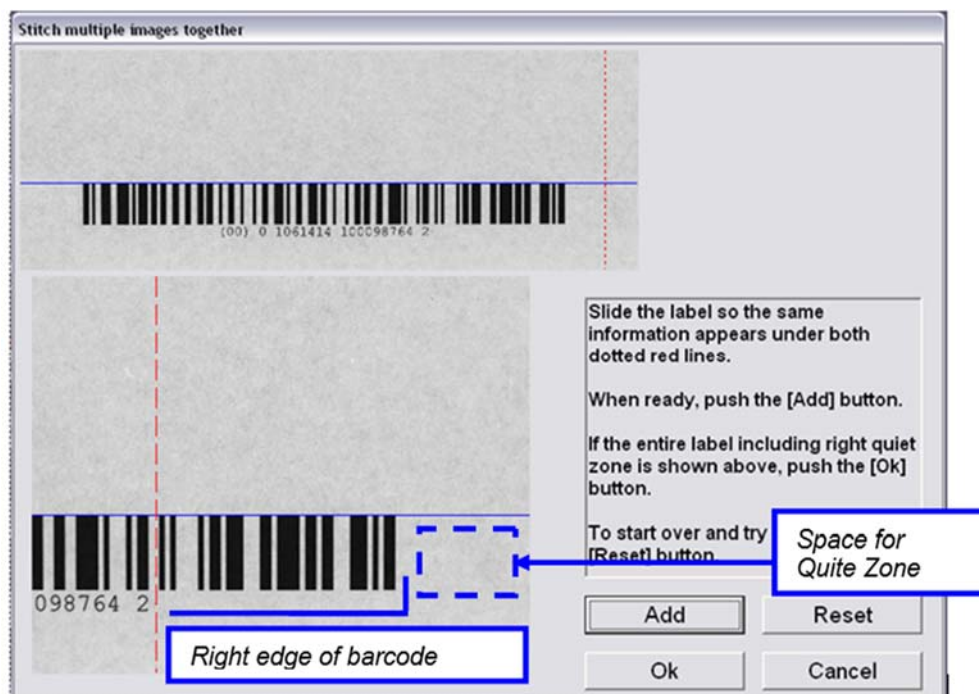 Stitch multiple images together
(00) 0 1061414 100098764 2
Slide the label so the same
information appears under both
dotted red lines.
When ready, push the [Add] button.
If the entire label including right quiet
zone is shown above, push the [Ok]
button.
To start over and try
[Reset] button.
Space for
Quite Zone
098764 2
Right edge of barcode
Add
Reset
Ok
Cancel